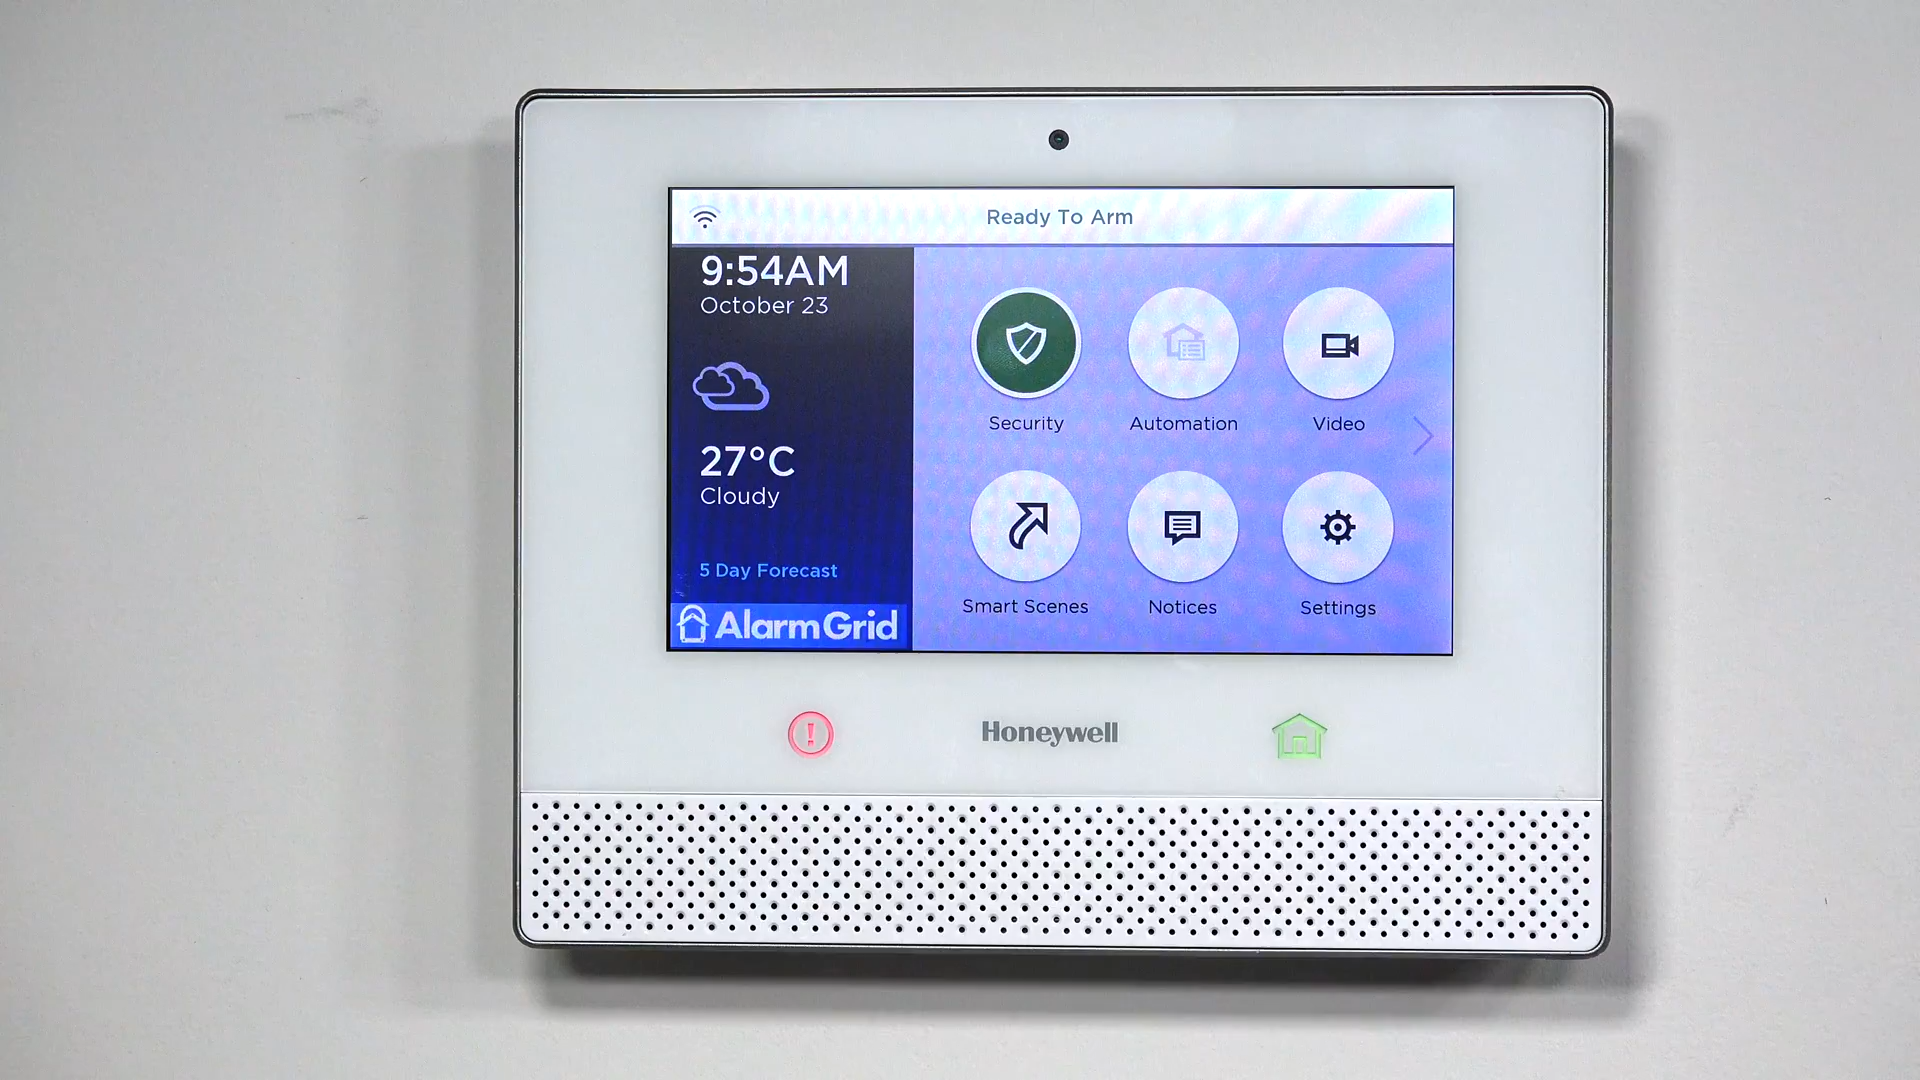 Ready To Arm
9:54AM
October 23
27°C
Cloudy
5 Day Forecast
AlarmGrid
Security
Automation
Video
Smart Scenes
Notices
Settings
Honeywell